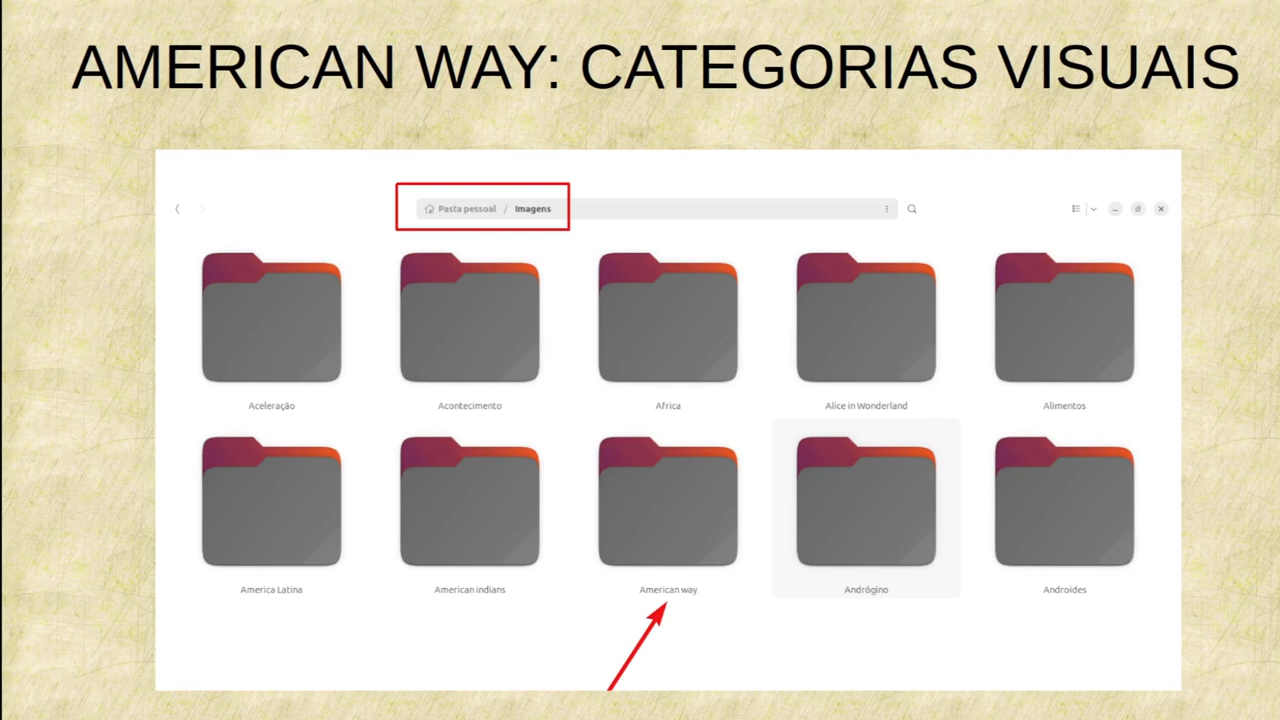 AMERICAN WAY: CATEGORIAS VISUAIS
Pasta pessoal / Imagens
Aceleração Acontecimento Africa Alice in Wonderland Alimentos
America Latina American indians American way Andrógino Androides